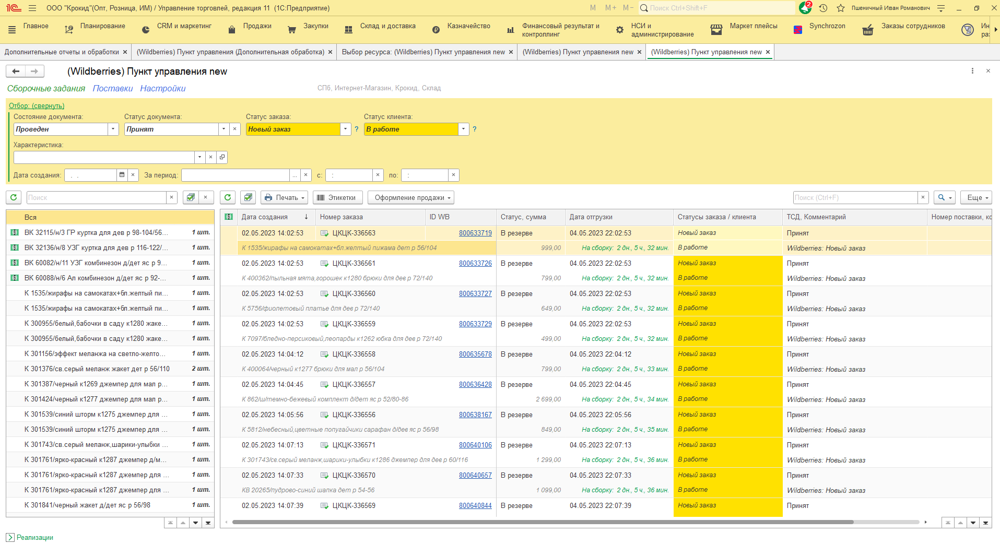 ООО "Крокид"(Опт, Розница, ИМ) / Управление торговлей, редакция 11 (1С:Предприятие)
M M+ M-
Поиск Ctrl+Shift+F
2
Пшеничный Иван Романович
Главное
Планирование
CRM и маркетинг
Продажи
Закупки
Склад и доставка
Казначейство
Финансовый результат и контроллинг
НСИ и администрирование
Маркет плейсы
Synchrozon
Заказы сотрудников
Дополнительные отчеты и обработки ×
(Wildberries) Пункт управления (Дополнительная обработка) ×
Выбор ресурса: (Wildberries) Пункт управления new ×
(Wildberries) Пункт управления new ×
(Wildberries) Пункт управления new ×
(Wildberries) Пункт управления new
Сборочные задания Поставки Настройки
СПб, Интернет-Магазин, Крокид, Склад
Отбор: (свернуть)
Состояние документа: Статус документа: Статус заказа: Статус клиента:
Проведен Принят Новый заказ ? В работе ?
Характеристика:
Дата создания: . . За период: ... с: : по: :
Поиск
Печать Этикетки Оформление продажи
Поиск (Ctrl+F)
Еще
Вся
ВК 32115/н/3 ГР куртка для дев р 98-104/56... 1 шт.
ВК 32136/н/8 УЗГ куртка для дев р 116-122/... 1 шт.
ВК 60082/н/11 УЗГ комбинезон д/дет яс р 9... 1 шт.
ВК 60088/н/6 Ал комбинезон д/дет яс р 92-... 1 шт.
К 1535/жирафы на самокатах+бл.желтый пи... 1 шт.
К 1535/жирафы на самокатах+бл.желтый пи... 1 шт.
К 300955/белый,бабочки в саду к1280 жаке... 1 шт.
К 300955/белый,бабочки в саду к1280 жаке... 1 шт.
К 301156/эффект меланжа на светло-желто... 1 шт.
К 301376/св.серый меланж жакет дет р 56/110 2 шт.
К 301387/черный к1269 джемпер для мал р... 1 шт.
К 301424/черный к1277 джемпер для мал р... 1 шт.
К 301539/синий шторм к1275 джемпер для ... 1 шт.
К 301539/синий шторм к1275 джемпер для ... 1 шт.
К 301743/св.серый меланж,шарики-улыбки ... 1 шт.
К 301761/ярко-красный к1287 джемпер д/м... 1 шт.
К 301761/ярко-красный к1287 джемпер для ... 1 шт.
К 301761/ярко-красный к1287 джемпер для ... 1 шт.
К 301841/черный жакет д/дет яс р 56/98 1 шт.
Дата создания ↓ Номер заказа ID WB Статус, сумма Дата отгрузки Статусы заказа / клиента ТСД, Комментарий Номер поставки,
02.05.2023 14:02:53 ЦКЦК-336563 800633719 В резерве 04.05.2023 22:02:53 Новый заказ Принят
К 1535/жирафы на самокатах+бл.желтый пижама дет р 56/104 999,00 На сборку: 2 дн., 5 ч., 32 мин. В работе Wildberries: Новый заказ
02.05.2023 14:02:53 ЦКЦК-336561 800633726 В резерве 04.05.2023 22:02:53 Новый заказ Принят
К 400362/пыльная мята,горошек к1280 брюки для дев р 72/140 799,00 На сборку: 2 дн., 5 ч., 32 мин. В работе Wildberries: Новый заказ
02.05.2023 14:02:53 ЦКЦК-336560 800633727 В резерве 04.05.2023 22:02:53 Новый заказ Принят
К 5756/фиолетовый платье для дев р 72/140 649,00 На сборку: 2 дн., 5 ч., 32 мин. В работе Wildberries: Новый заказ
02.05.2023 14:02:53 ЦКЦК-336559 800633729 В резерве 04.05.2023 22:02:53 Новый заказ Принят
К 7097/бледно-персиковый,леопарды к1262 юбка для дев р 72/140 499,00 На сборку: 2 дн., 5 ч., 32 мин. В работе Wildberries: Новый заказ
02.05.2023 14:04:12 ЦКЦК-336558 800635678 В резерве 04.05.2023 22:04:12 Новый заказ Принят
К 400064/черный к1277 брюки для мал р 56/104 799,00 На сборку: 2 дн., 5 ч., 33 мин. В работе Wildberries: Новый заказ
02.05.2023 14:04:45 ЦКЦК-336557 800636428 В резерве 04.05.2023 22:04:45 Новый заказ Принят
К 862/ш/темно-бежевый комплект д/дет яс р 52/80-86 2 699,00 На сборку: 2 дн., 5 ч., 34 мин. В работе Wildberries: Новый заказ
02.05.2023 14:05:56 ЦКЦК-336556 800638167 В резерве 04.05.2023 22:05:56 Новый заказ Принят
К 5812/небесный,цветные попугайчики сарафан д/дев яс р 56/98 849,00 На сборку: 2 дн., 5 ч., 35 мин. В работе Wildberries: Новый заказ
02.05.2023 14:07:13 ЦКЦК-336571 800640106 В резерве 04.05.2023 22:07:13 Новый заказ Принят
К 301743/св.серый меланж,шарики-улыбки к1286 джемпер для дев р 60/116 1 299,00 На сборку: 2 дн., 5 ч., 36 мин. В работе Wildberries: Новый заказ
02.05.2023 14:07:33 ЦКЦК-336570 800640657 В резерве 04.05.2023 22:07:33 Новый заказ Принят
КВ 20265/пудрово-синий шапка дет р 54-56 1 099,00 На сборку: 2 дн., 5 ч., 36 мин. В работе Wildberries: Новый заказ
02.05.2023 14:07:39 ЦКЦК-336569 800640844 В резерве 04.05.2023 22:07:39 Новый заказ Принят
Реализации